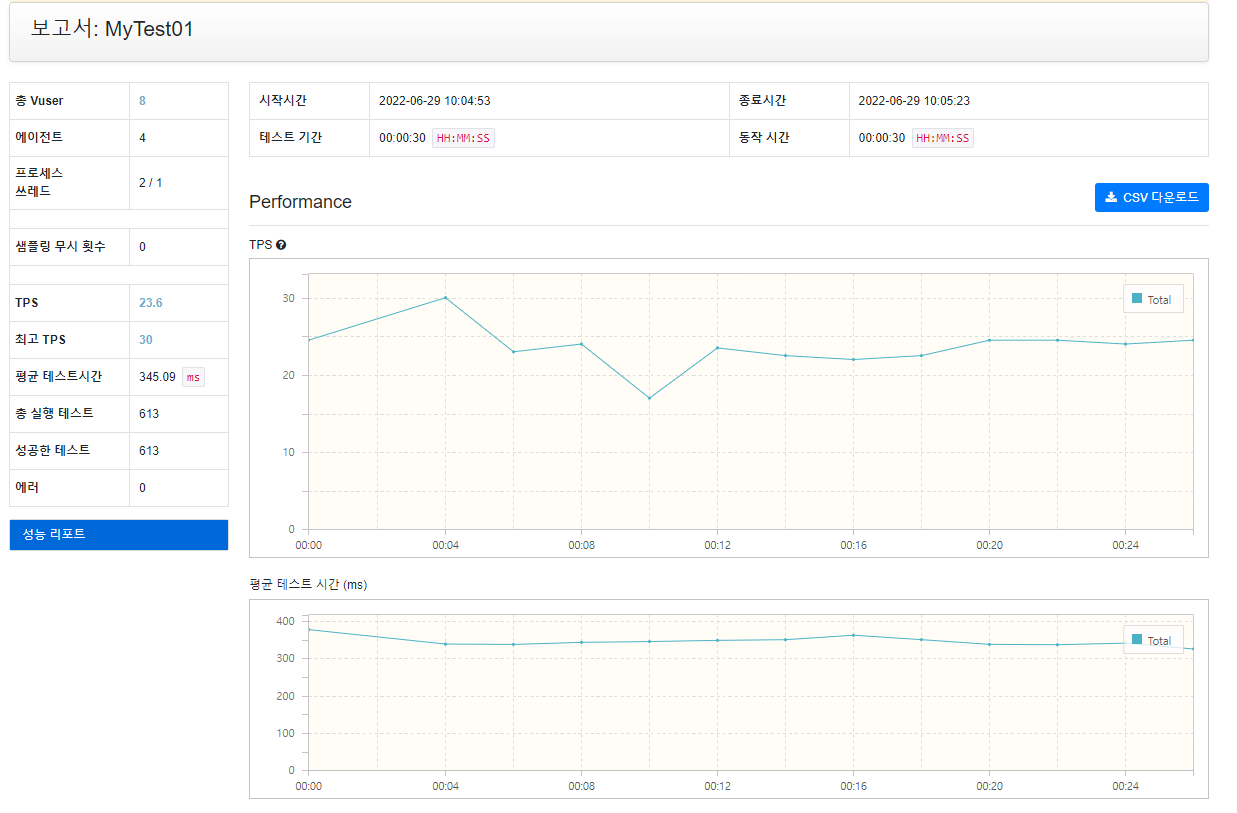 보고서: MyTest01
총 Vuser 8
에이전트 4
프로세스
쓰레드 2 / 1
샘플링 무시 횟수 0
TPS 23.6
최고 TPS 30
평균 테스트시간 345.09 ms
총 실행 테스트 613
성공한 테스트 613
에러 0
성능 리포트
시작시간 2022-06-29 10:04:53 종료시간 2022-06-29 10:05:23
테스트 기간 00:00:30 HH:MM:SS 동작 시간 00:00:30 HH:MM:SS
Performance
CSV 다운로드
TPS
Total
30
20
10
0
00:00 00:04 00:08 00:12 00:16 00:20 00:24
평균 테스트 시간 (ms)
Total
400
300
200
100
0
00:00 00:04 00:08 00:12 00:16 00:20 00:24